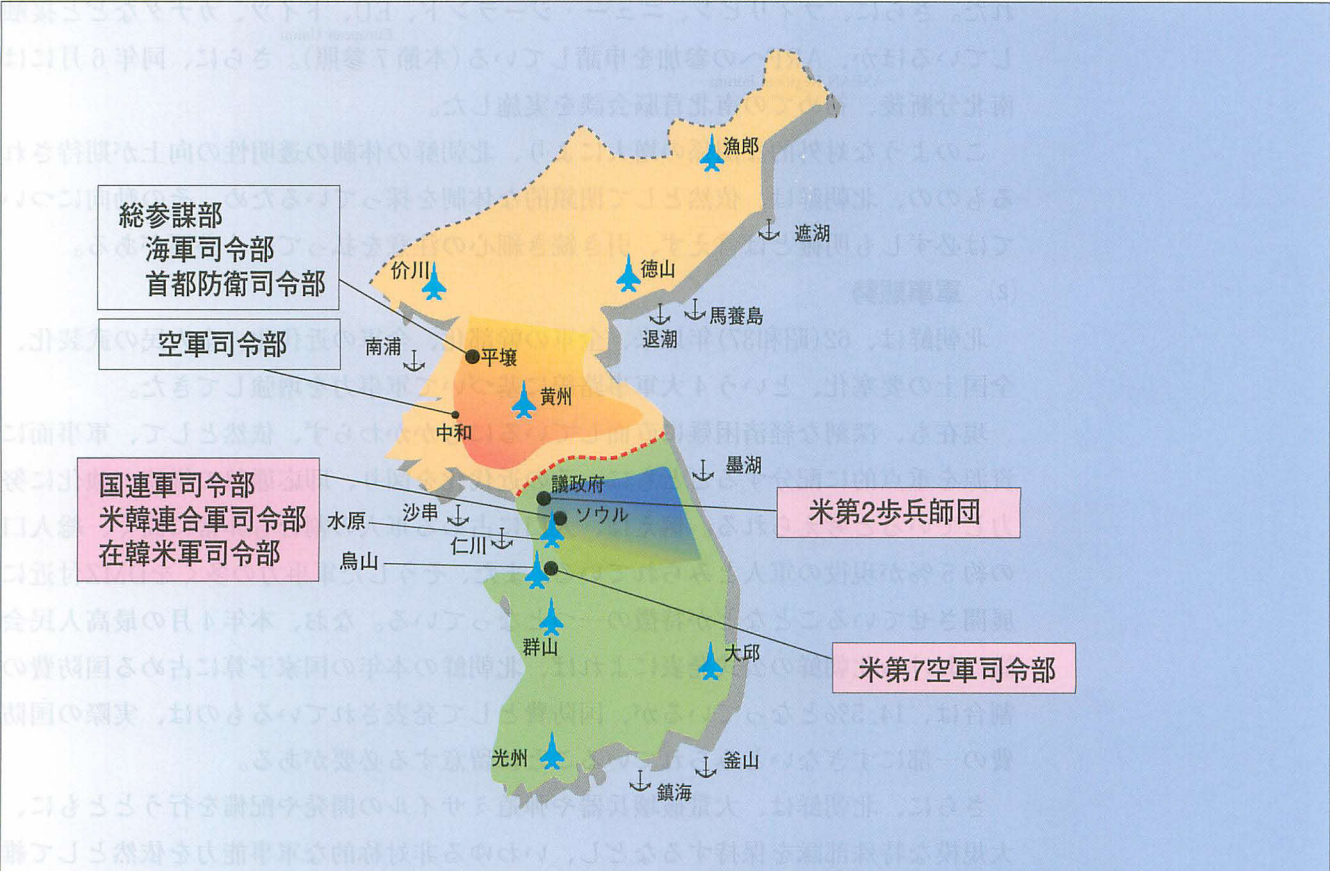 漁郎
総参謀部
海軍司令部
首都防衛司令部
遮湖
价川
徳山
馬養島
退潮
空軍司令部
南浦
平壌
黄州
中和
墨湖
国連軍司令部
米韓連合軍司令部
在韓米軍司令部
議政府
米第2歩兵師団
沙串
ソウル
水原
仁川
鳥山
群山
大邱
米第7空軍司令部
光州
釜山
鎮海